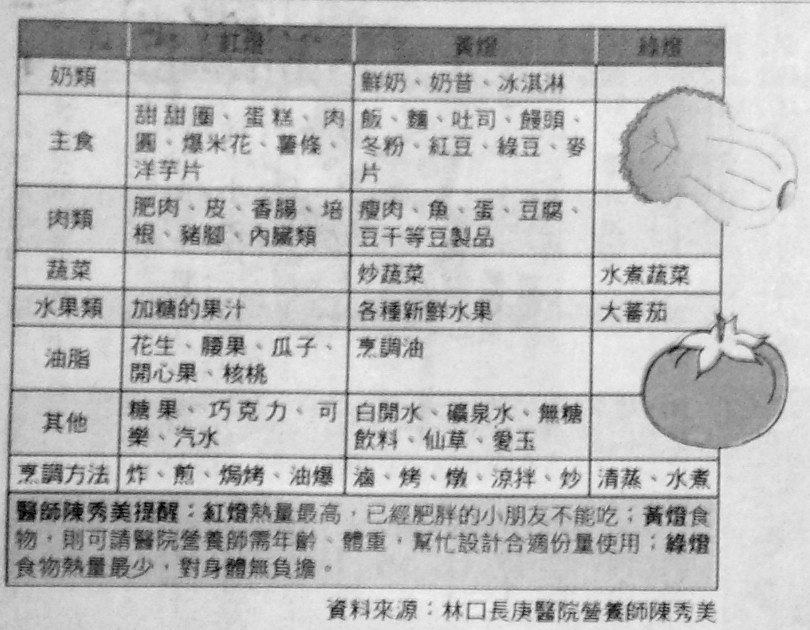 紅燈 黃燈 綠燈
奶類 鮮奶、奶昔、冰淇淋
主食 甜甜圈、蛋糕、肉 飯、麵、吐司、饅頭、
圓、爆米花、薯條、 冬粉、紅豆、綠豆、麥
洋芋片 片
肉類 肥肉、皮、香腸、培 瘦肉、魚、蛋、豆腐、
根、豬腳、內臟類 豆干等豆製品
蔬菜 炒蔬菜 水煮蔬菜
水果類 加糖的果汁 各種新鮮水果 大蕃茄
油脂 花生、腰果、瓜子、 烹調油
開心果、核桃
其他 糖果、巧克力、可 白開水、礦泉水、無糖
樂、汽水 飲料、仙草、愛玉
烹調方法 炸、煎、焗烤、油爆 滷、烤、燉、涼拌、炒 清蒸、水煮
醫師陳秀美提醒：紅燈熱量最高，已經肥胖的小朋友不能吃；黃燈食
物，則可請醫院營養師需年齡、體重，幫忙設計合適份量使用；綠燈
食物熱量最少，對身體無負擔。
資料來源：林口長庚醫院營養師陳秀美